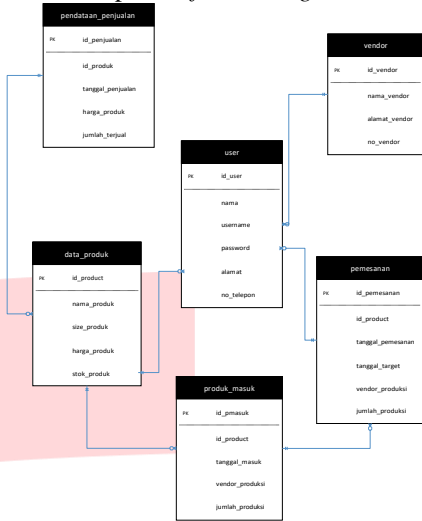 pendataan_penjualan
PK id_penjualan
id_produk
tanggal_penjualan
harga_produk
jumlah_terjual
vendor
PK id_vendor
nama_vendor
alamat_vendor
no_vendor
user
PK id_user
nama
username
password
alamat
no_telepon
data_produk
PK id_product
nama_produk
size_produk
harga_produk
stok_produk
pemesanan
PK id_pemesanan
id_product
tanggal_pemesanan
tanggal_target
vendor_produksi
jumlah_produksi
produk_masuk
PK id_pmasuk
id_product
tanggal_masuk
vendor_produksi
jumlah_produksi